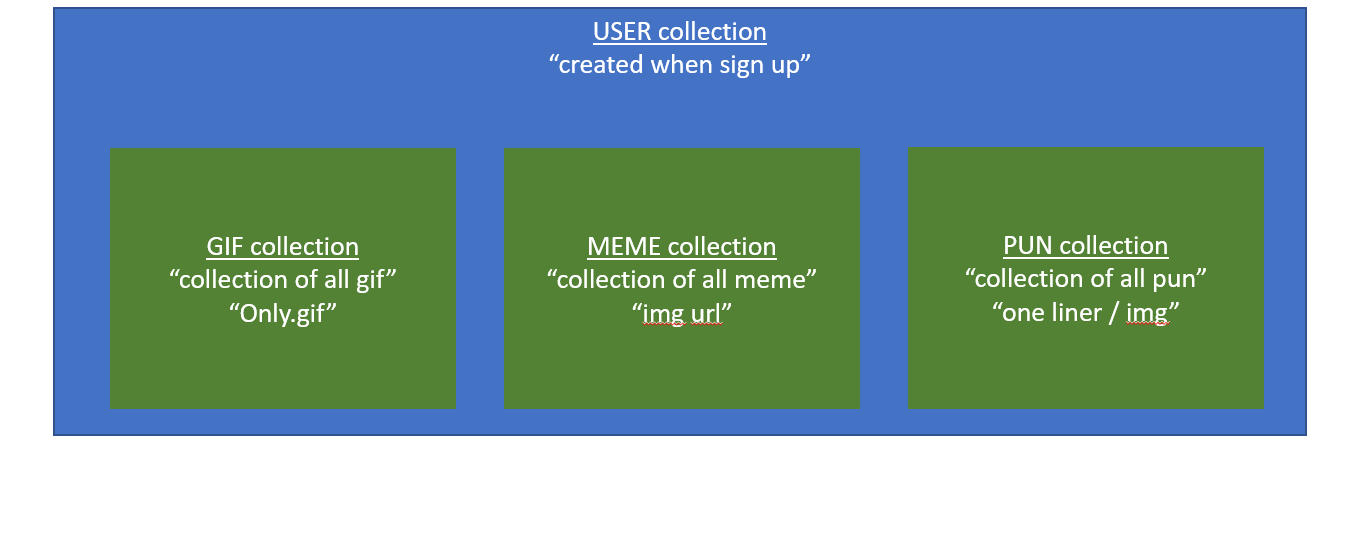 USER collection
“created when sign up”
GIF collection
“collection of all gif”
“Only.gif”
MEME collection
“collection of all meme”
“img url”
PUN collection
“collection of all pun”
“one liner / img”